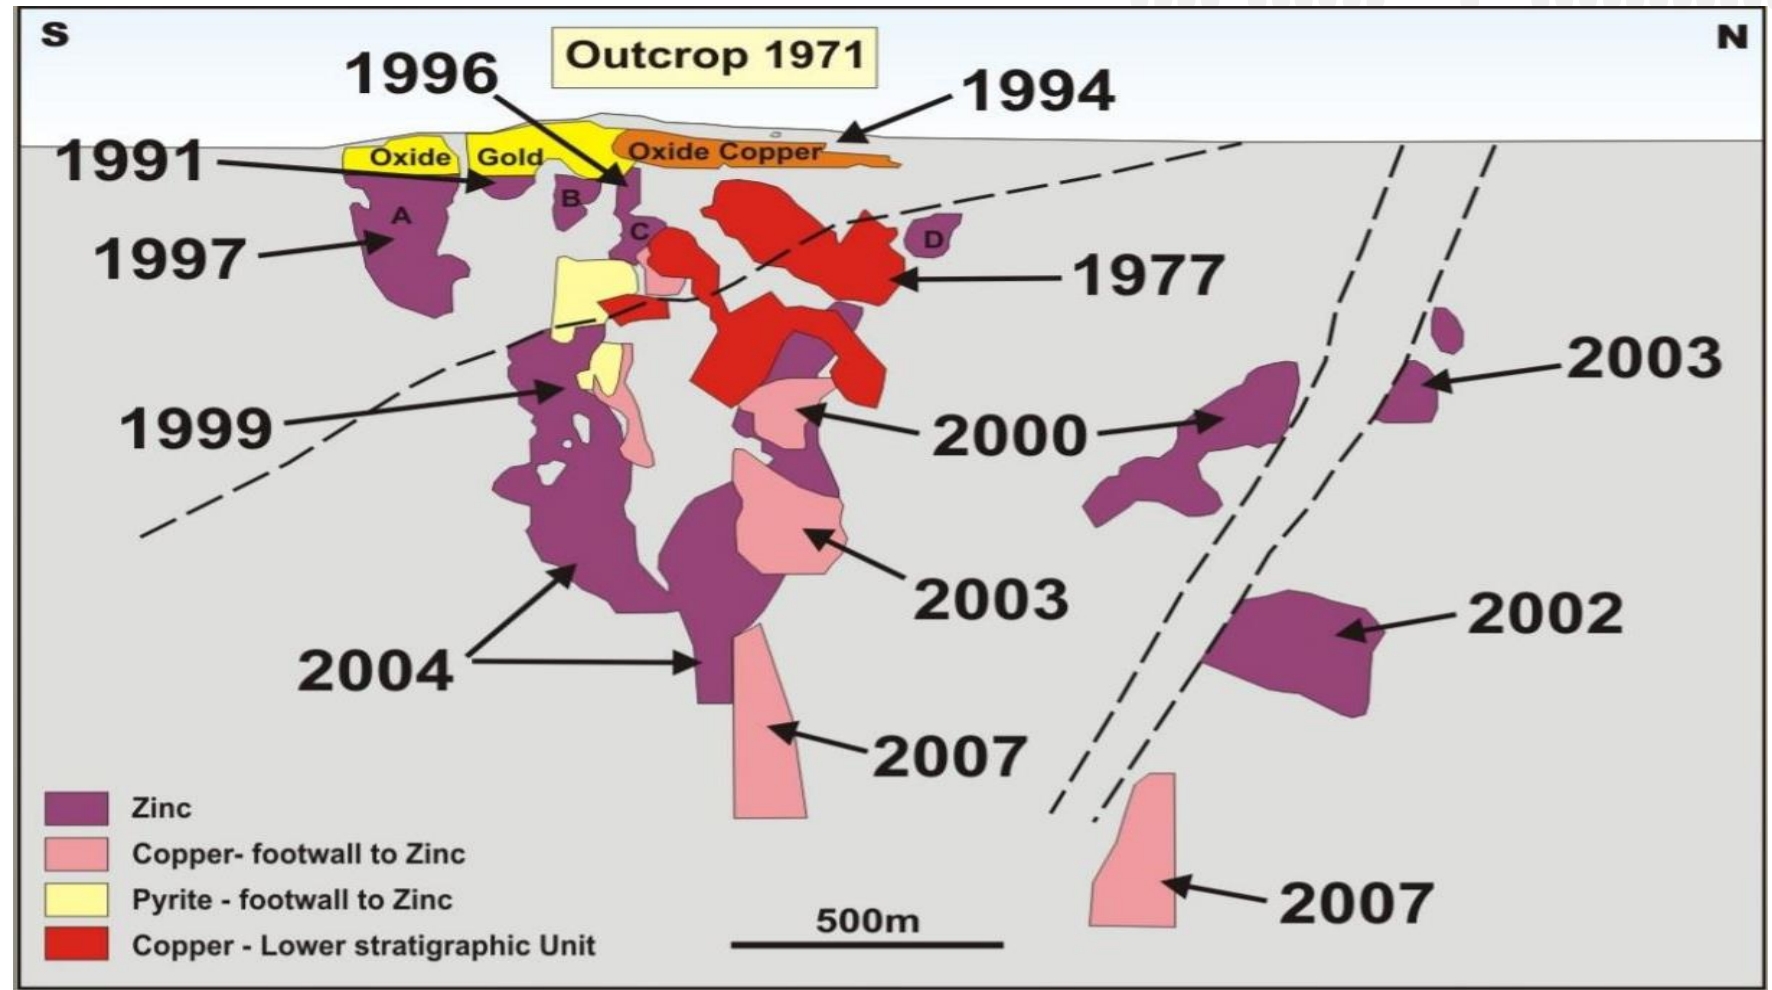 S
N
Outcrop 1971
1996
1994
Oxide
Gold
Oxide Copper
1991
B
A
C
D
1997
1977
2003
1999
2000
2003
2002
2004
2007
2007
Zinc
Copper- footwall to Zinc
Pyrite - footwall to Zinc
Copper - Lower stratigraphic Unit
500m